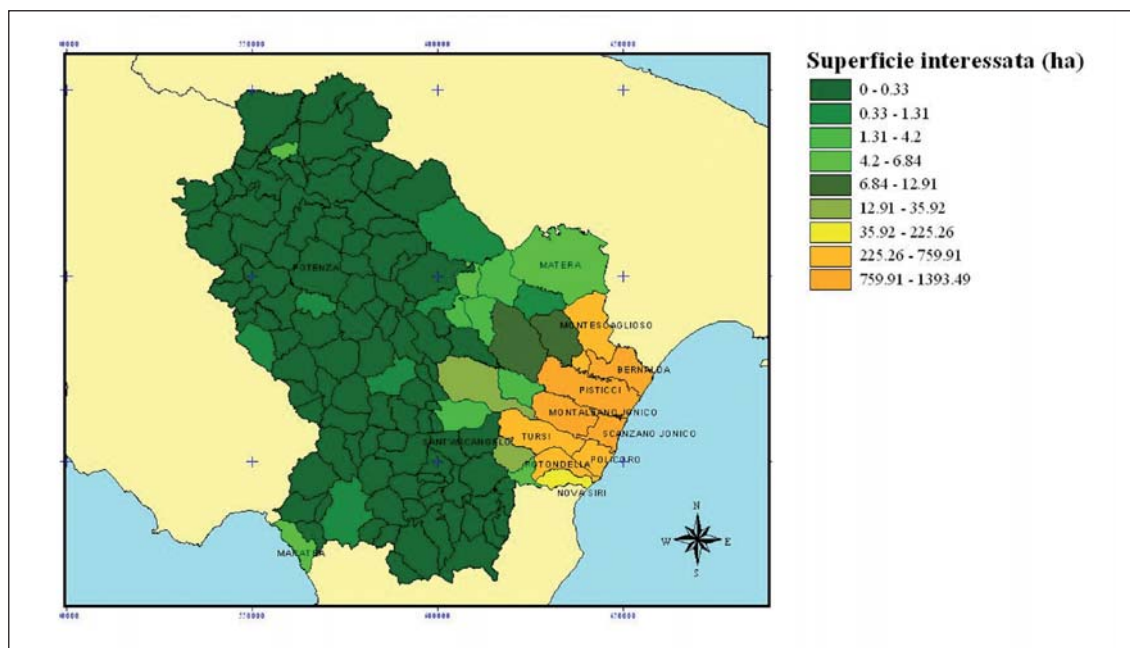 Superficie interessata (ha)
0 - 0.33
0.33 - 1.31
1.31 - 4.2
4.2 - 6.84
6.84 - 12.91
12.91 - 35.92
35.92 - 225.26
225.26 - 759.91
759.91 - 1393.49
POTENZA
MATERA
MONTESCAGLIOSO
BERNALDA
PISTICCI
MONTALBANO JONICO
SCANZANO JONICO
TURSI
SANT'ARCANGELO
POLICORO
ROTONDELLA
NOVA SIRI
MARATEA
N
W
E
S